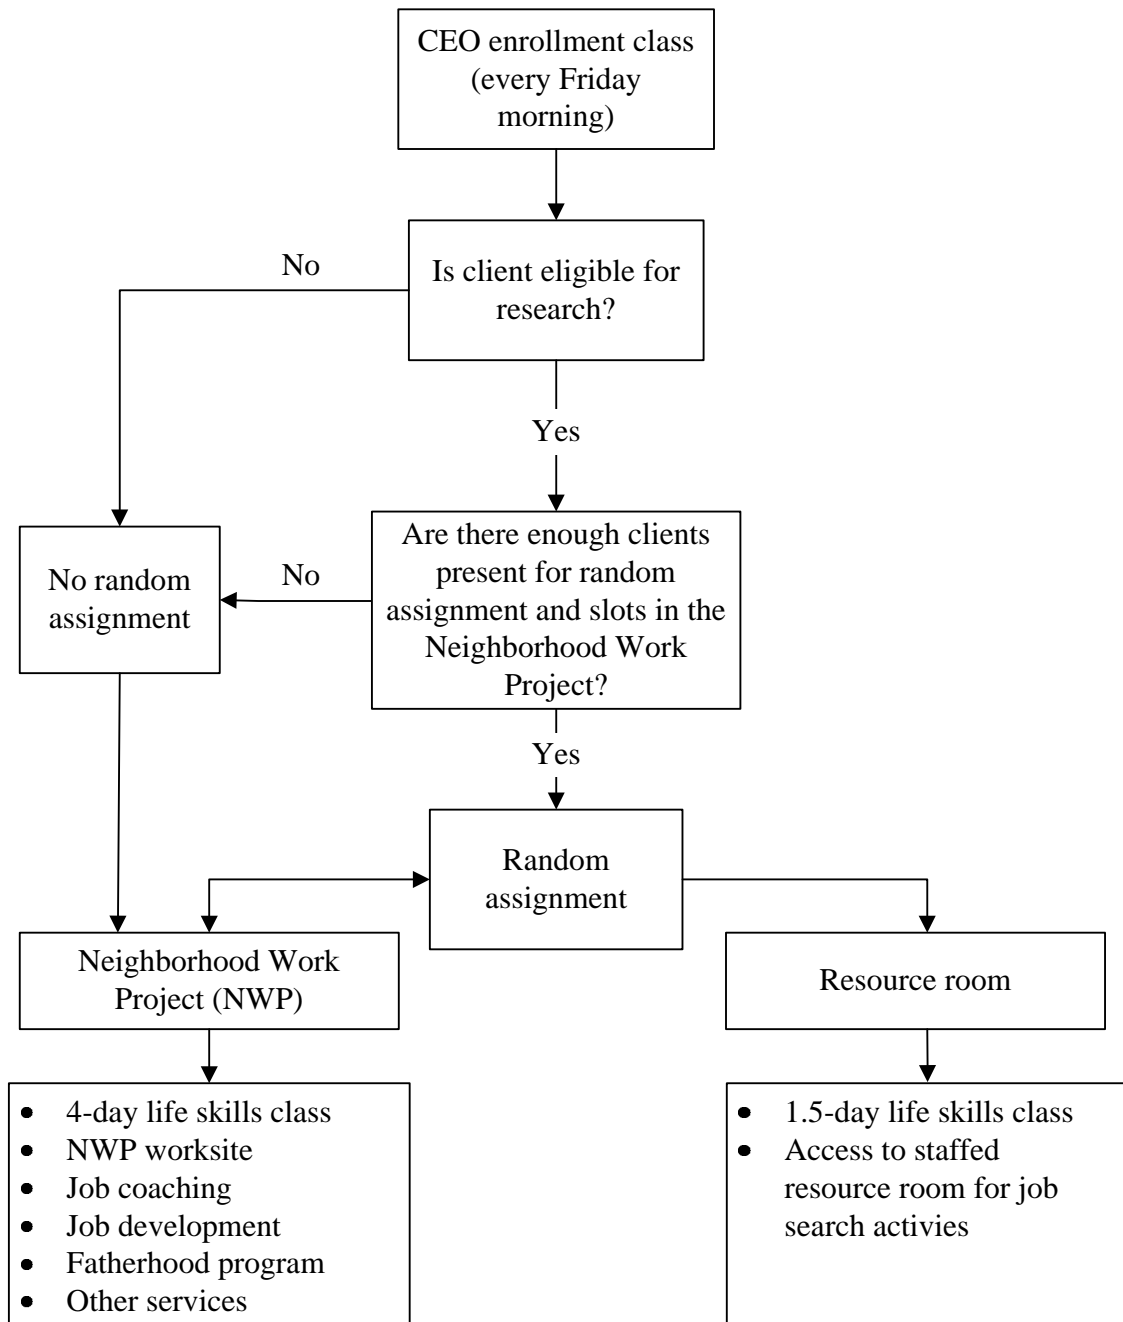 CEO enrollment class
(every Friday
morning)
Is client eligible for
research?
No
Yes
Are there enough clients
present for random
assignment and slots in the
Neighborhood Work
Project?
No
No random
assignment
Yes
Random
assignment
Neighborhood Work
Project (NWP)
Resource room
• 4-day life skills class
• NWP worksite
• Job coaching
• Job development
• Fatherhood program
• Other services
• 1.5-day life skills class
• Access to staffed
resource room for job
search activies